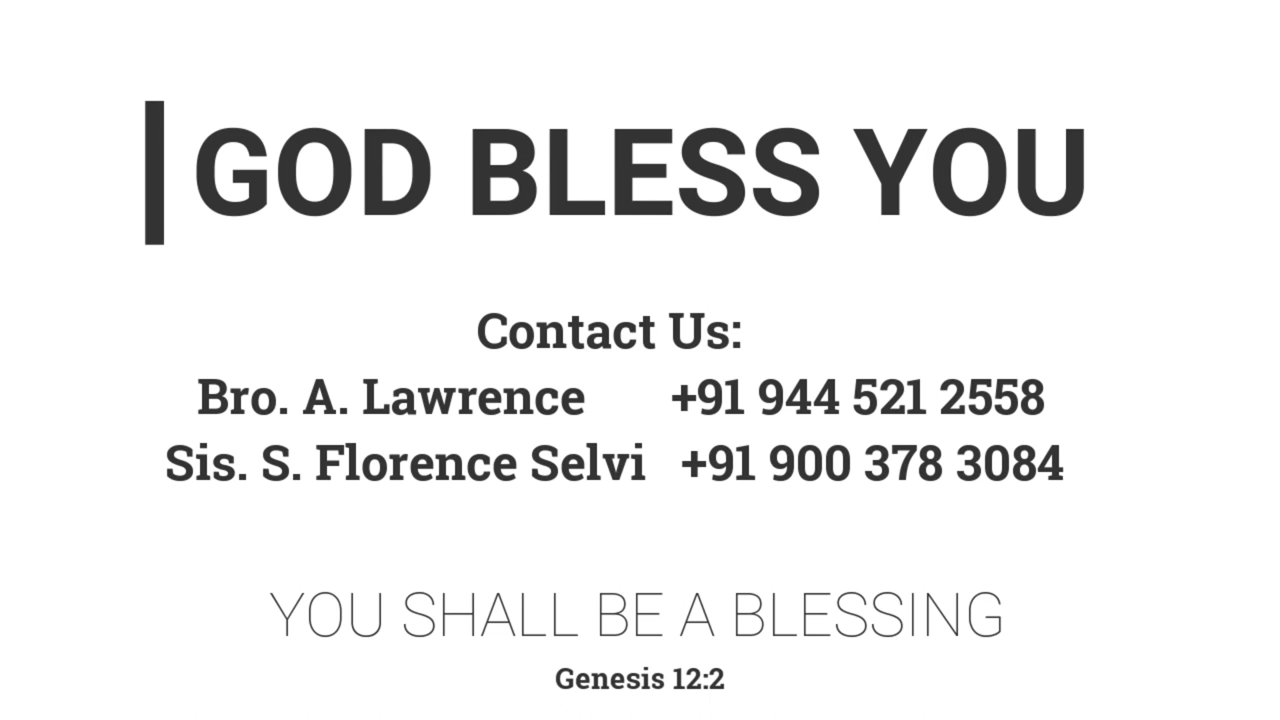 GOD BLESS YOU
Contact Us:
Bro. A. Lawrence +91 944 521 2558
Sis. S. Florence Selvi +91 900 378 3084
YOU SHALL BE A BLESSING
Genesis 12:2